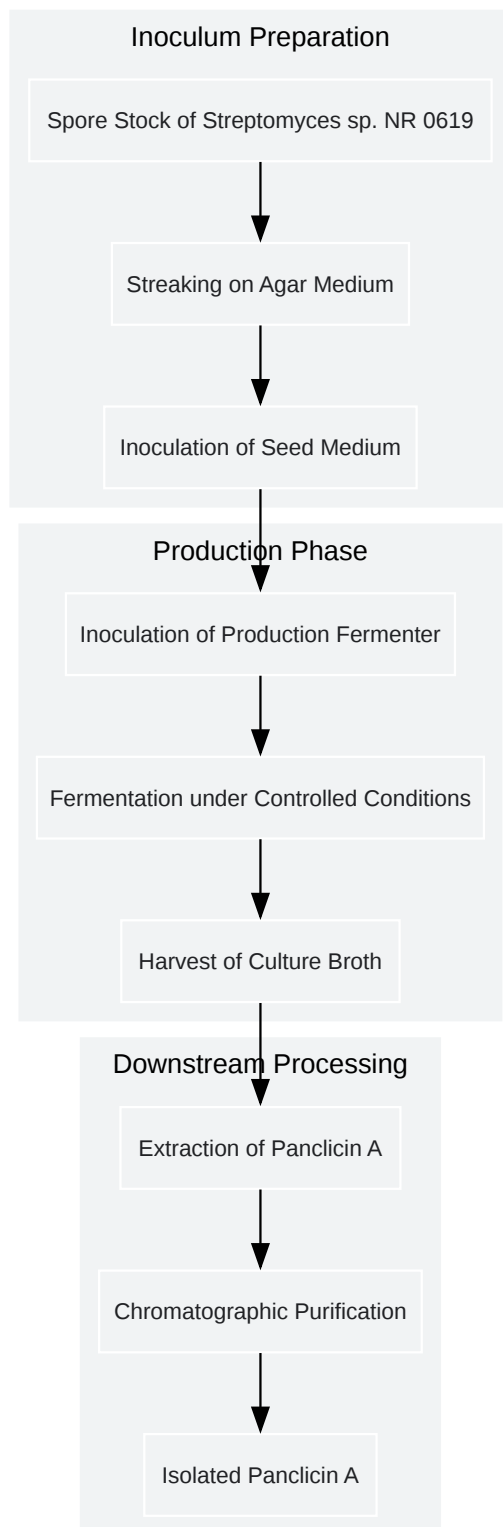 Inoculum Preparation
Spore Stock of Streptomyces sp. NR 0619
Streaking on Agar Medium
Inoculation of Seed Medium
Production Phase
Inoculation of Production Fermenter
Fermentation under Controlled Conditions
Harvest of Culture Broth
Downstream Processing
Extraction of Panclicin A
Chromatographic Purification
Isolated Panclicin A